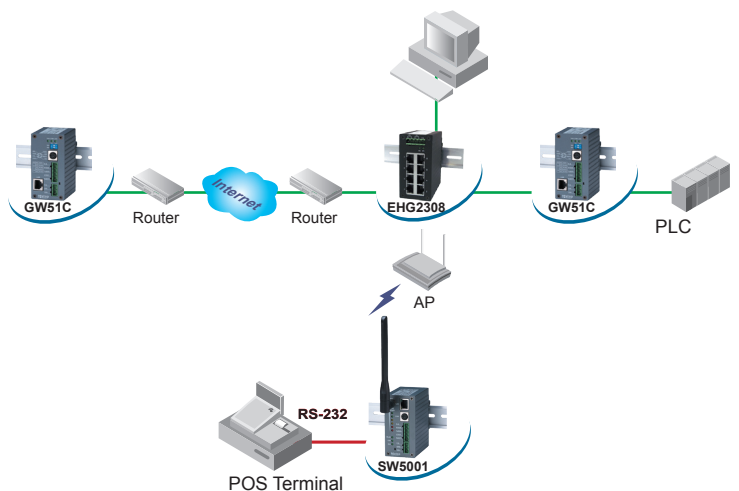 GW51C
Router
Internet
Router
EHG2308
GW51C
PLC
AP
RS-232
SW5001
POS Terminal